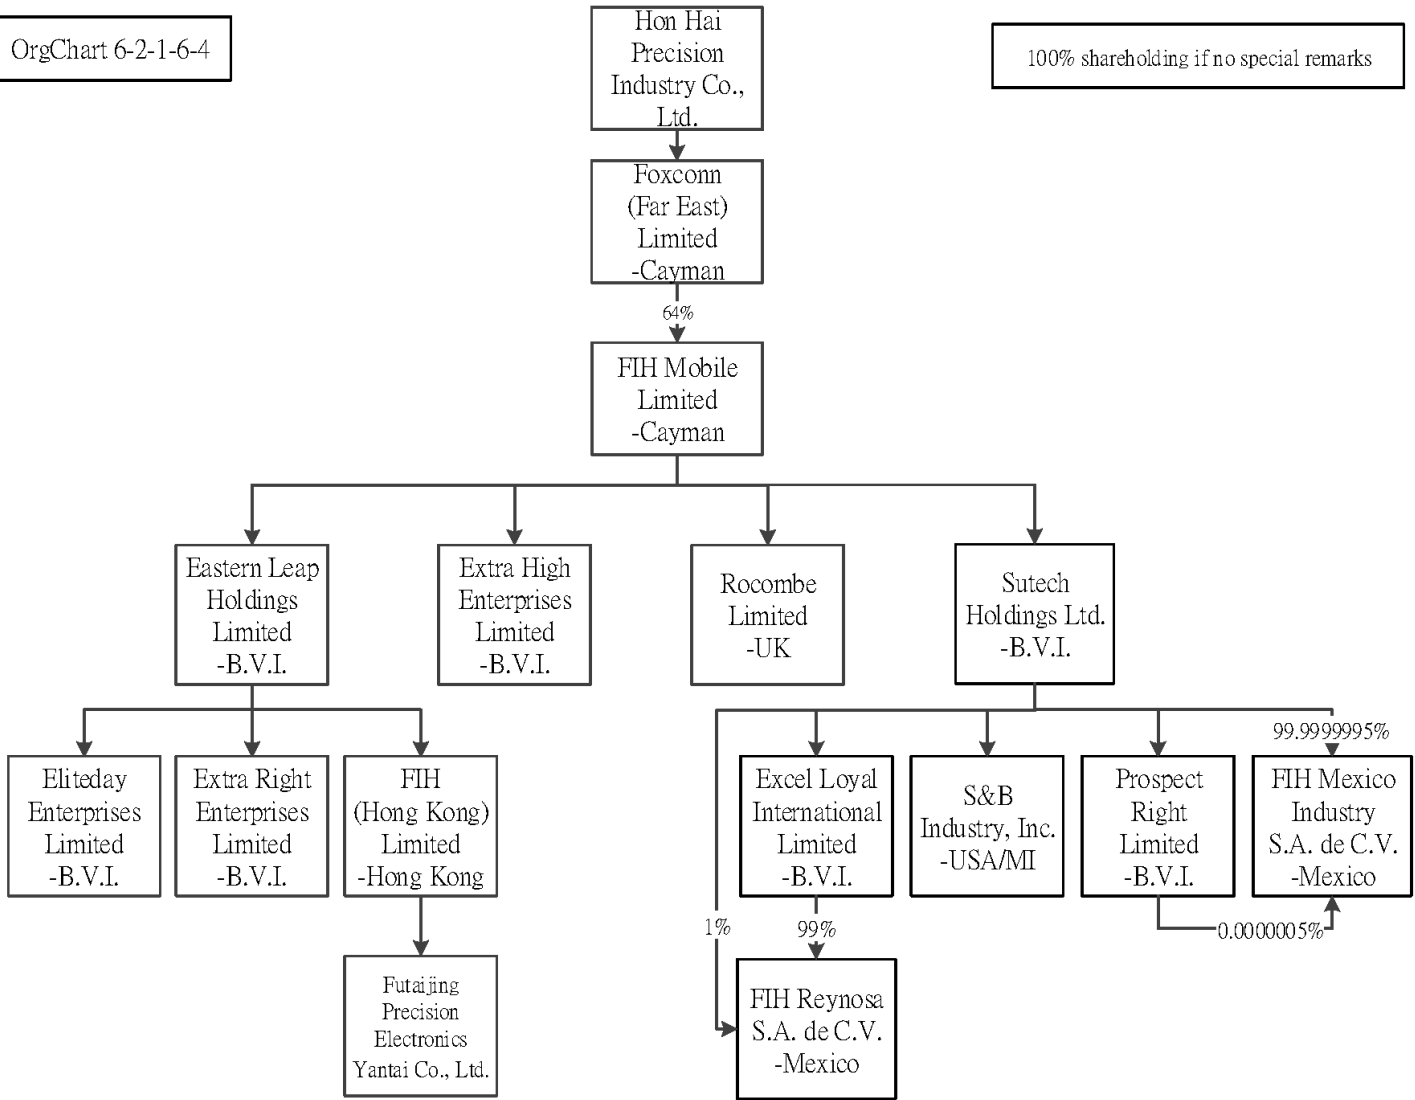 OrgChart 6-2-1-6-4
Hon Hai
Precision
Industry Co.,
Ltd.
100% shareholding if no special remarks
Foxconn
(Far East)
Limited
-Cayman
64%
FIH Mobile
Limited
-Cayman
Eastern Leap
Holdings
Limited
-B.V.I.
Extra High
Enterprises
Limited
-B.V.I.
Rocombe
Limited
-UK
Sutech
Holdings Ltd.
-B.V.I.
99.9999995%
Eliteday
Enterprises
Limited
-B.V.I.
Extra Right
Enterprises
Limited
-B.V.I.
FIH
(Hong Kong)
Limited
-Hong Kong
Excel Loyal
International
Limited
-B.V.I.
S&B
Industry, Inc.
-USA/MI
Prospect
Right
Limited
-B.V.I.
FIH Mexico
Industry
S.A. de C.V.
-Mexico
1%
99%
0.0000005%
Futaijing
Precision
Electronics
Yantai Co., Ltd.
FIH Reynosa
S.A. de C.V.
-Mexico